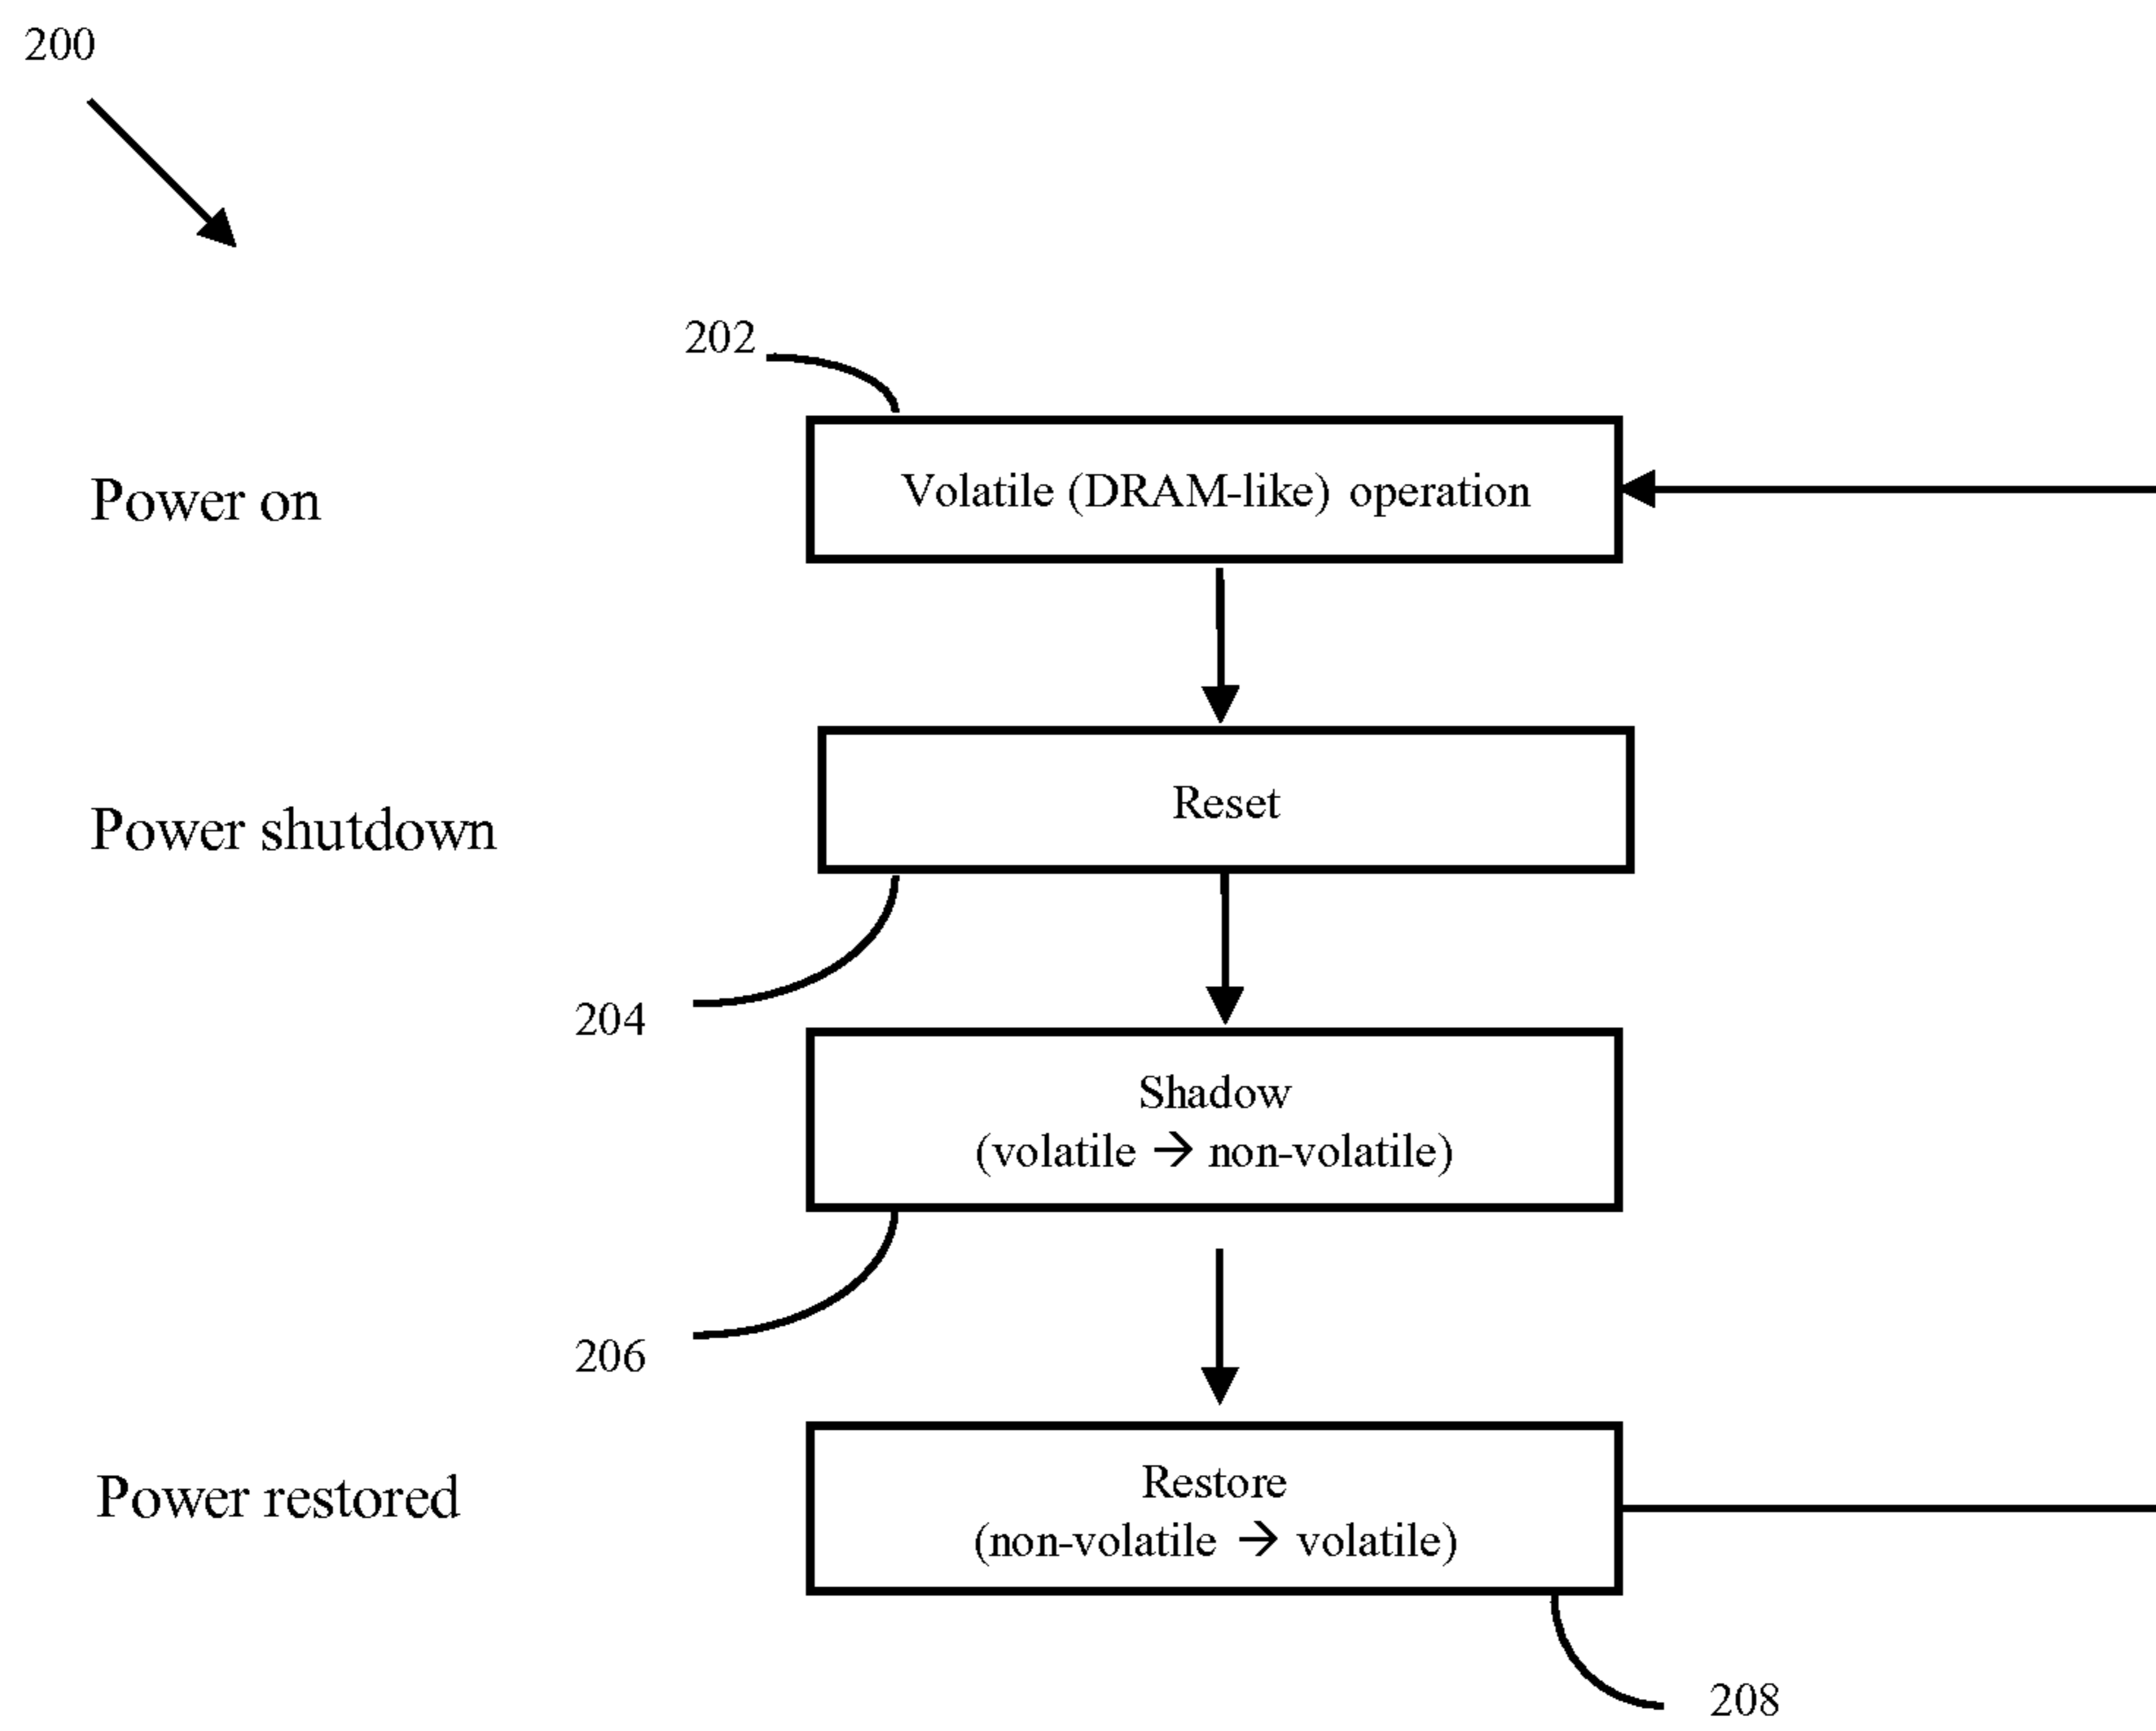 200
202
Power on
Volatile (DRAM-like) operation
Reset
Power shutdown
204
Shadow
(volatile → non-volatile)
206
Restore
Power restored
(non-volatile → volatile)
208